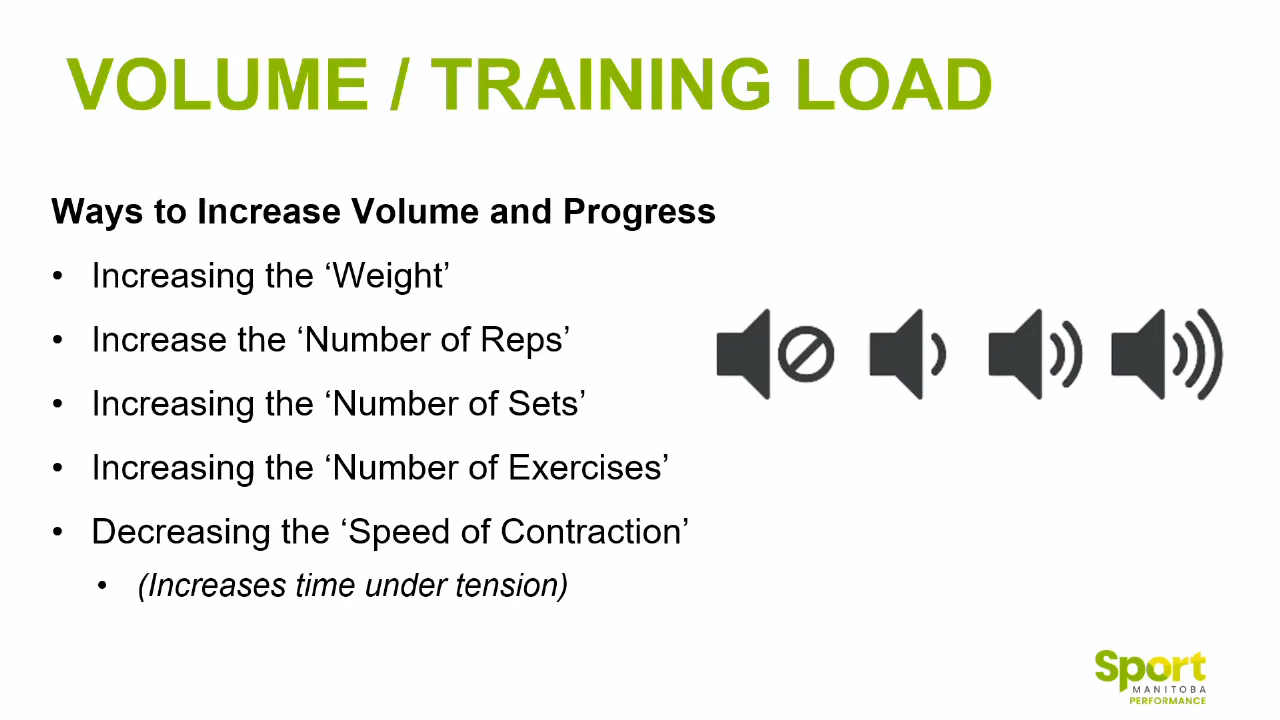 VOLUME / TRAINING LOAD
Ways to Increase Volume and Progress
• Increasing the ‘Weight’
• Increase the ‘Number of Reps’
• Increasing the ‘Number of Sets’
• Increasing the ‘Number of Exercises’
• Decreasing the ‘Speed of Contraction’
• (Increases time under tension)
Sport
MANITOBA
PERFORMANCE